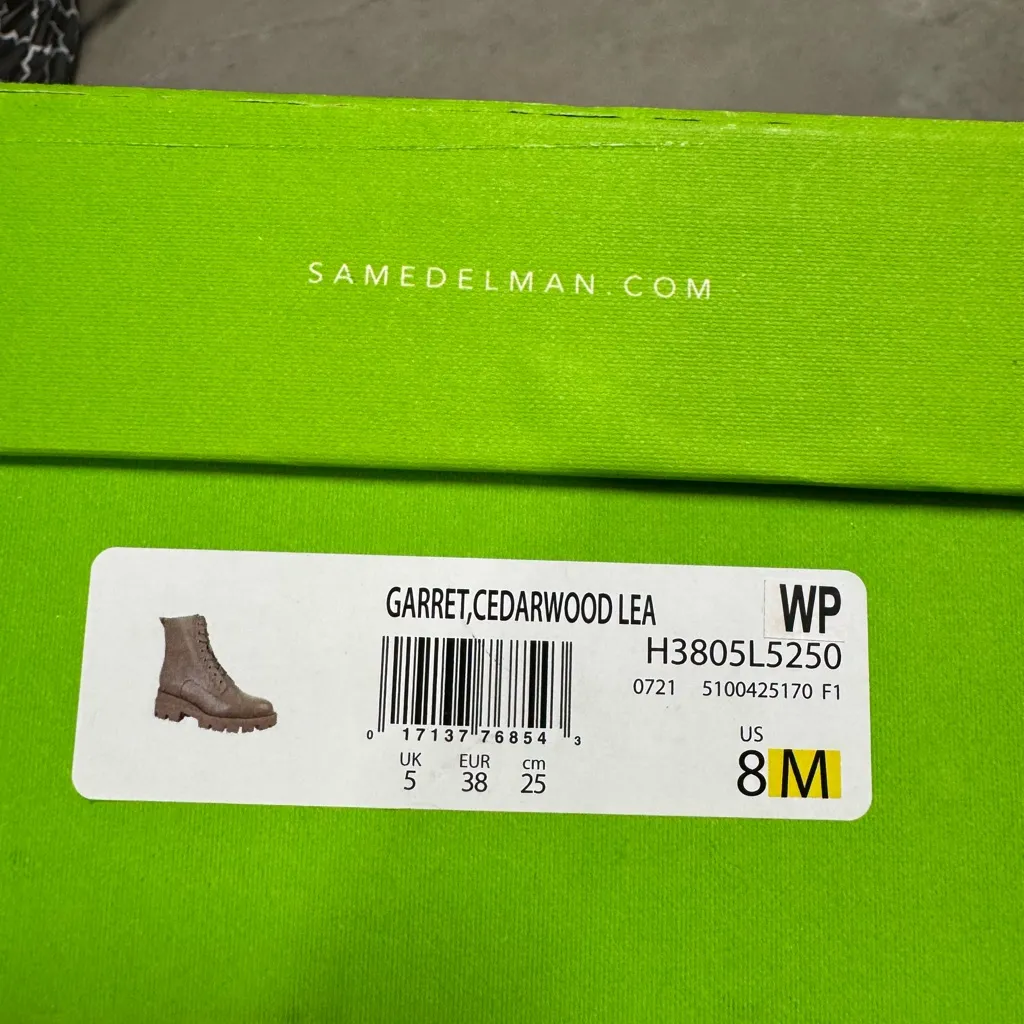 SAMEDELMAN.COM
GARRET,CEDARWOOD LEA
WP
H3805L5250
0721 5100425170 F1
0 17137 76854 3
UK EUR cm
5 38 25
US
8 M